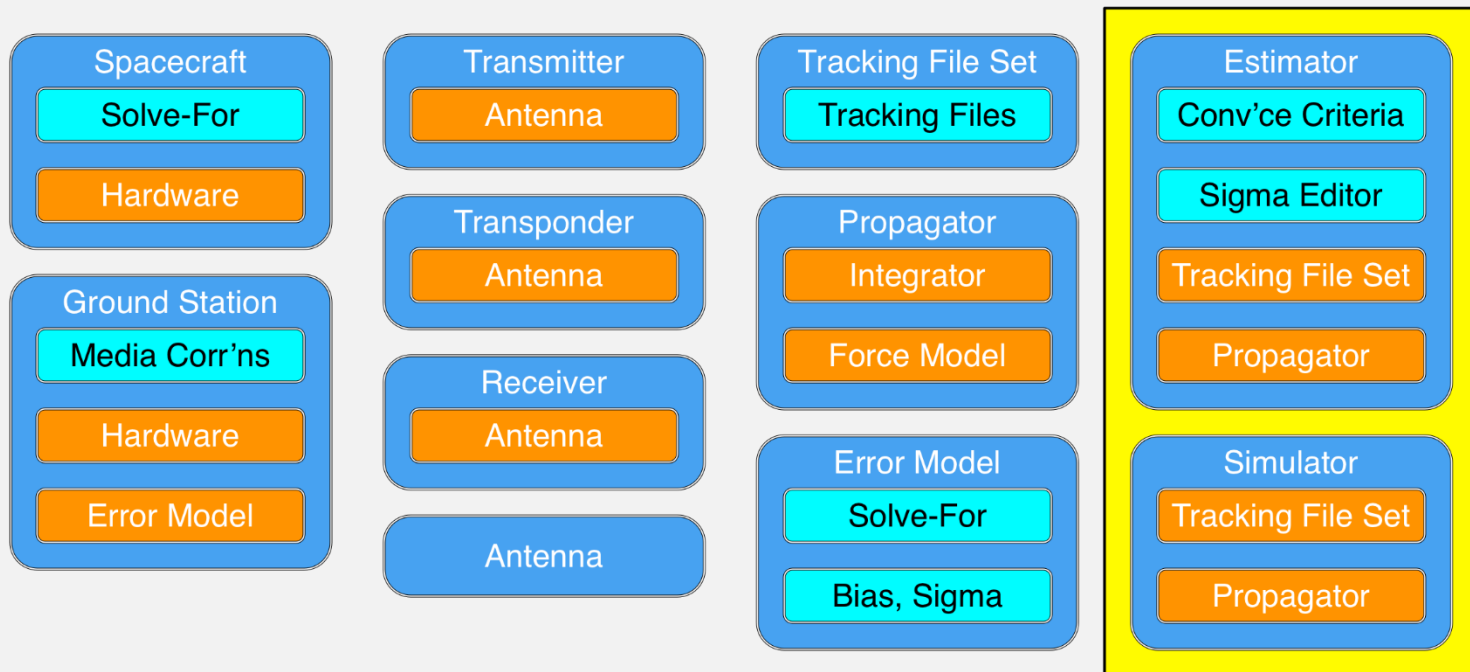 Spacecraft
Solve-For
Hardware
Ground Station
Media Corr’ns
Hardware
Error Model
Transmitter
Antenna
Transponder
Antenna
Receiver
Antenna
Antenna
Tracking File Set
Tracking Files
Propagator
Integrator
Force Model
Error Model
Solve-For
Bias, Sigma
Estimator
Conv’ce Criteria
Sigma Editor
Tracking File Set
Propagator
Simulator
Tracking File Set
Propagator